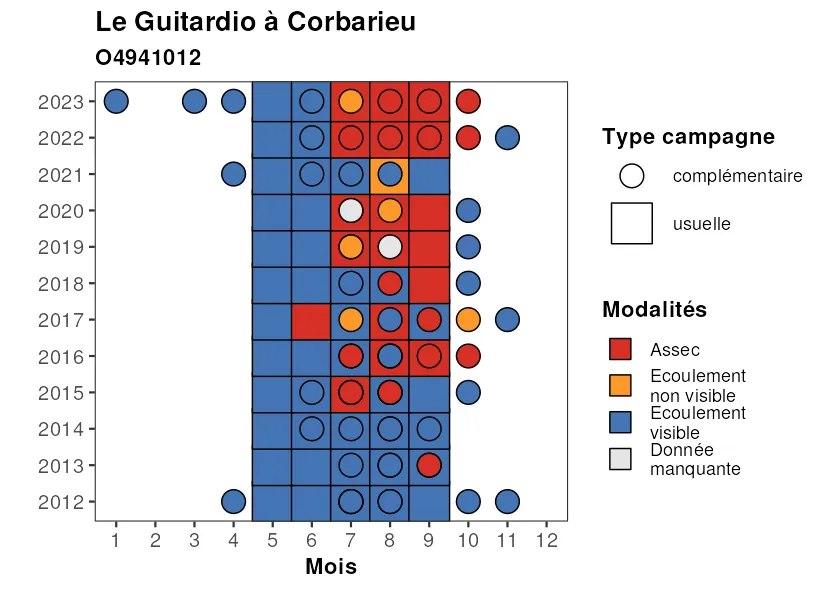 Le Guitardio à Corbarieu
O4941012
2023
2022
2021
2020
2019
2018
2017
2016
2015
2014
2013
2012
1 2 3 4 5 6 7 8 9 10 11 12
Mois
Type campagne
complémentaire
usuelle
Modalités
Assec
Ecoulement
non visible
Ecoulement
visible
Donnée
manquante